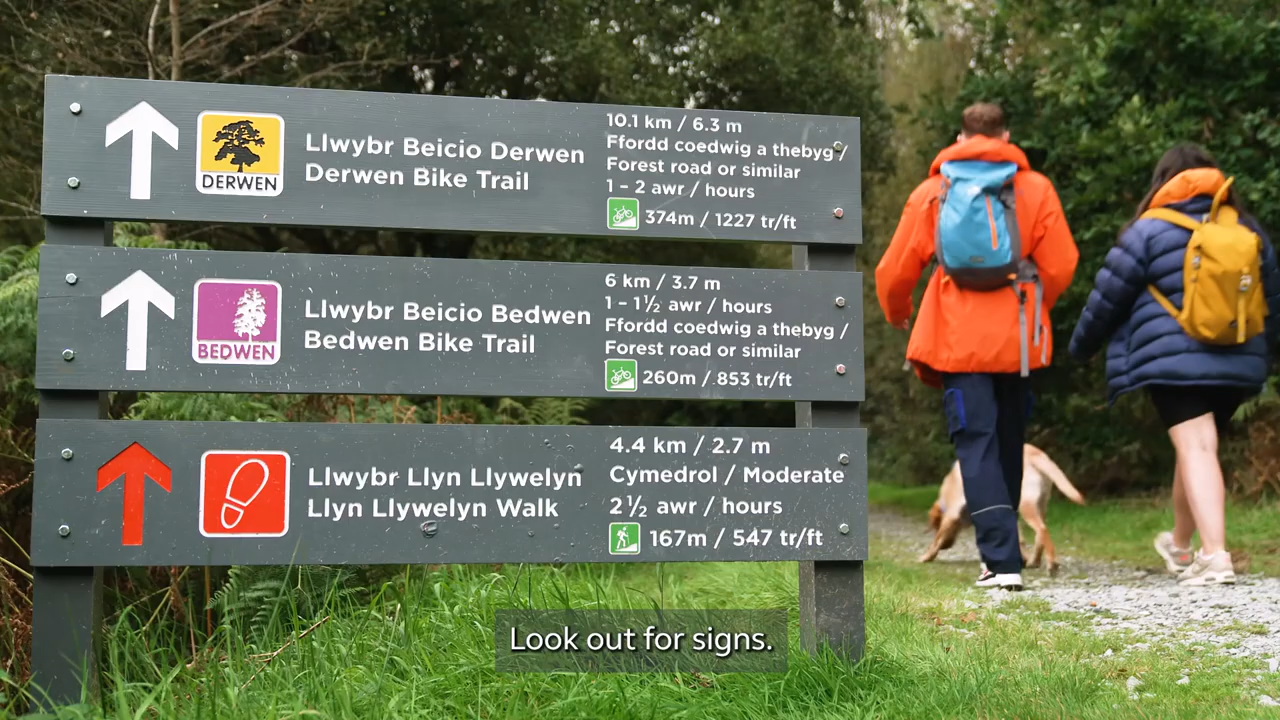 DERWEN
Llwybr Beicio Derwen
Derwen Bike Trail
10.1 km / 6.3 m
Ffordd coedwig a thebyg /
Forest road or similar
1 - 2 awr / hours
374m / 1227 tr/ft
BEDWEN
Llwybr Beicio Bedwen
Bedwen Bike Trail
6 km / 3.7 m
1 - 1½ awr / hours
Ffordd coedwig a thebyg /
Forest road or similar
260m / 853 tr/ft
Llwybr Llyn Llywelyn
Llyn Llywelyn Walk
4.4 km / 2.7 m
Cymedrol / Moderate
2½ awr / hours
167m / 547 tr/ft
Look out for signs.